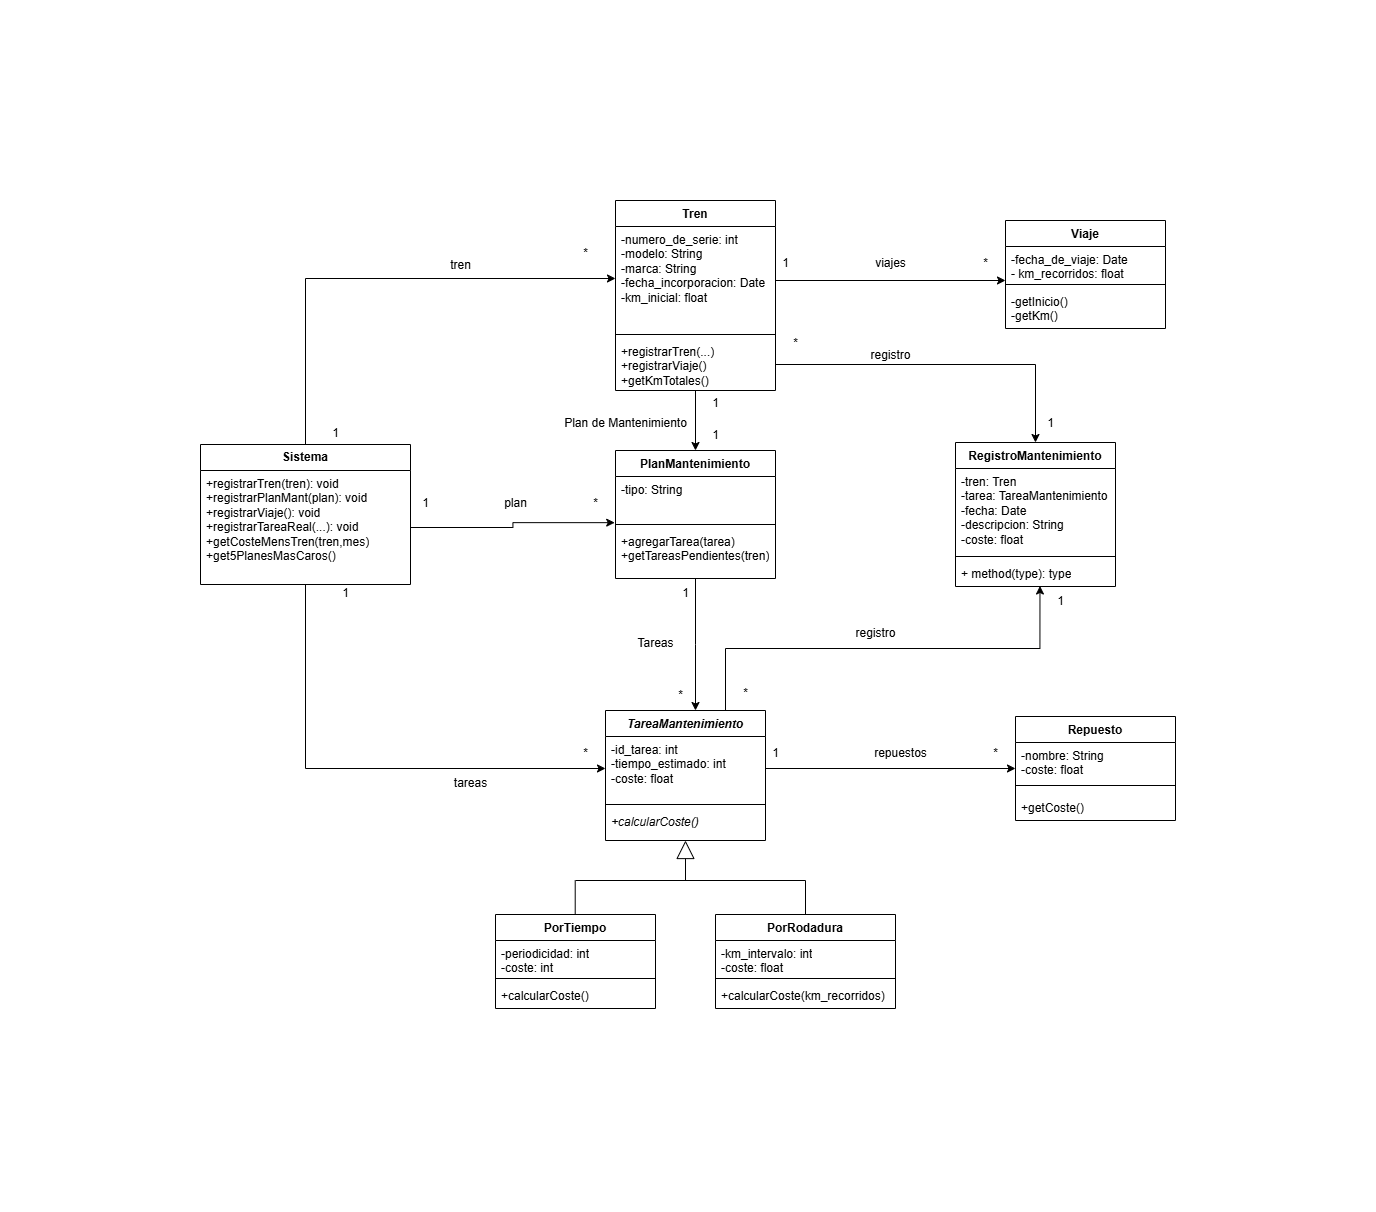 Tren
-numero_de_serie: int
-modelo: String
-marca: String
-fecha_incorporacion: Date
-km_inicial: float
+registrarTren(...)
+registrarViaje()
+getKmTotales()
*
tren
1
1
viajes
*
Viaje
-fecha_de_viaje: Date
- km_recorridos: float
-getInicio()
-getKm()
*
registro
1
1
Plan de Mantenimiento
1
Sistema
+registrarTren(tren): void
+registrarPlanMant(plan): void
+registrarViaje(): void
+registrarTareaReal(...): void
+getCosteMensTren(tren,mes)
+get5PlanesMasCaros()
1
plan
*
PlanMantenimiento
-tipo: String
+agregarTarea(tarea)
+getTareasPendientes(tren)
RegistroMantenimiento
-tren: Tren
-tarea: TareaMantenimiento
-fecha: Date
-descripcion: String
-coste: float
+ method(type): type
1
1
1
Tareas
registro
*
*
*
tareas
TareaMantenimiento
-id_tarea: int
-tiempo_estimado: int
-coste: float
+calcularCoste()
1
repuestos
*
Repuesto
-nombre: String
-coste: float
+getCoste()
PorTiempo
-periodicidad: int
-coste: int
+calcularCoste()
PorRodadura
-km_intervalo: int
-coste: float
+calcularCoste(km_recorridos)